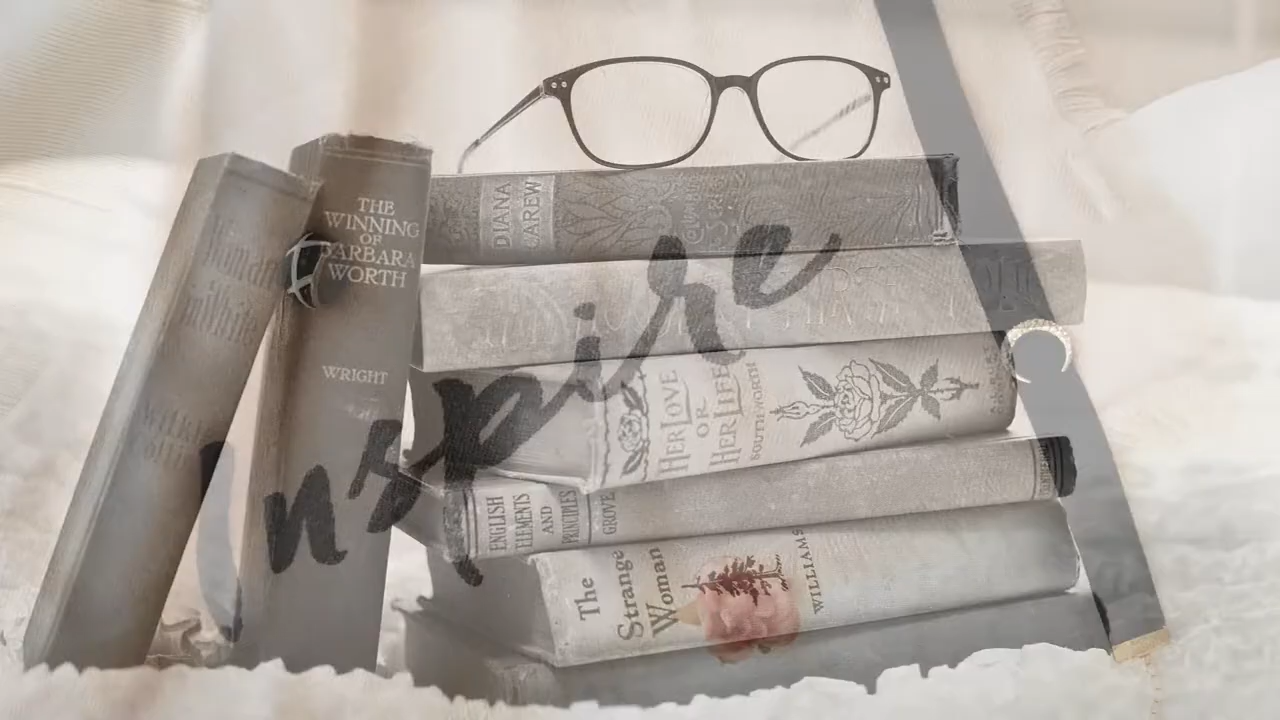 THE
WINNING
OF
BARBARA
WORTH
WRIGHT
DIANA
CAREW
Inspire
HER LOVE
OR
HER LIFE
SOUTHWORTH
ENGLISH
ELEMENTS
AND
PRINCIPLES
GROVE
The
Strange
Woman
WILLIAMS